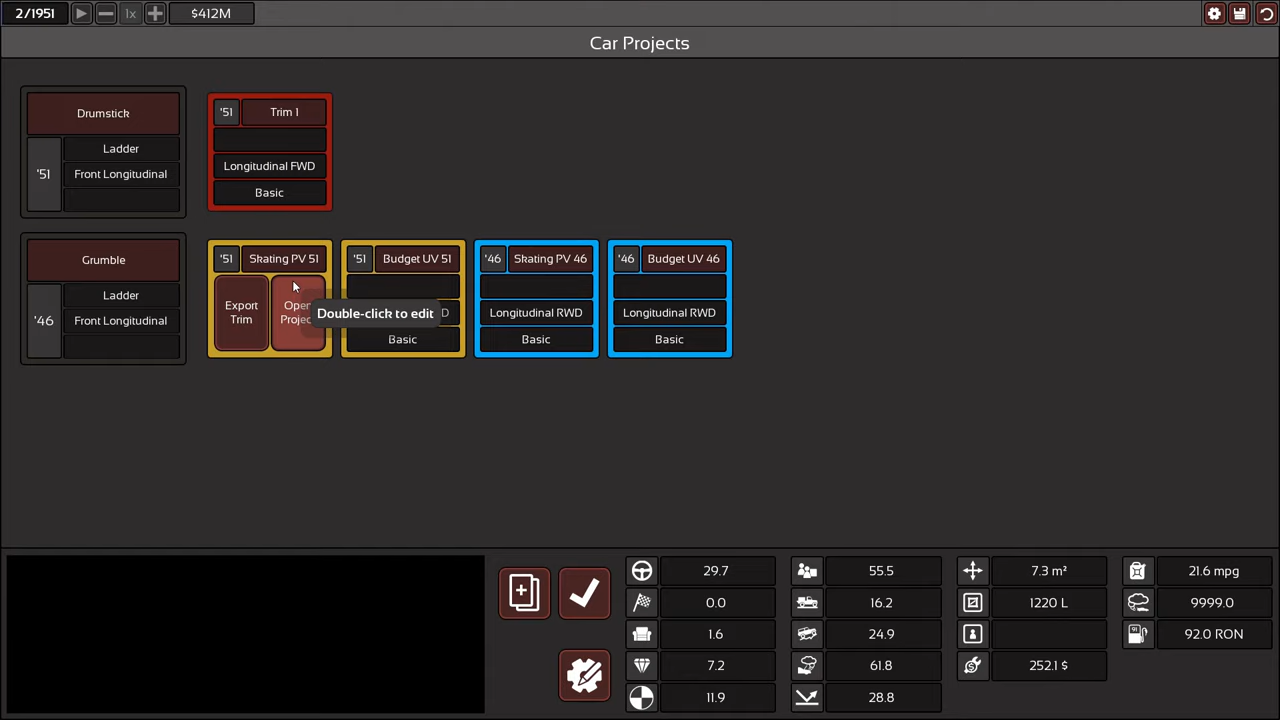 2/1951
1x
$412M
Car Projects
Drumstick
Ladder
'51
Front Longitudinal
'51
Trim 1
Longitudinal FWD
Basic
Grumble
Ladder
'46
Front Longitudinal
'51
Skating PV 51
Export
Trim
Double-click to edit
'51
Budget UV 51
D
Basic
'46
Skating PV 46
Longitudinal RWD
Basic
'46
Budget UV 46
Longitudinal RWD
Basic
29.7
55.5
7.3 m²
21.6 mpg
0.0
16.2
1220 L
9999.0
1.6
24.9
92.0 RON
7.2
61.8
252.1 $
11.9
28.8